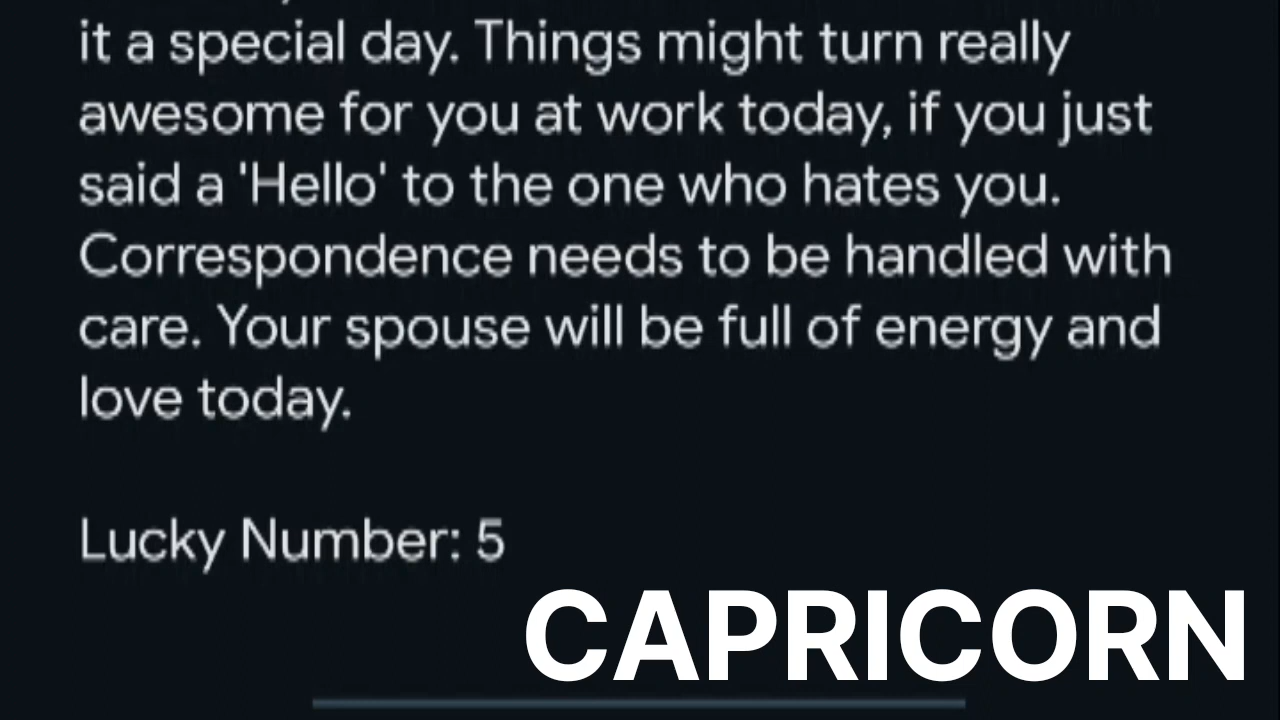 it a special day. Things might turn really
awesome for you at work today, if you just
said a 'Hello' to the one who hates you.
Correspondence needs to be handled with
care. Your spouse will be full of energy and
love today.
Lucky Number: 5
CAPRICORN